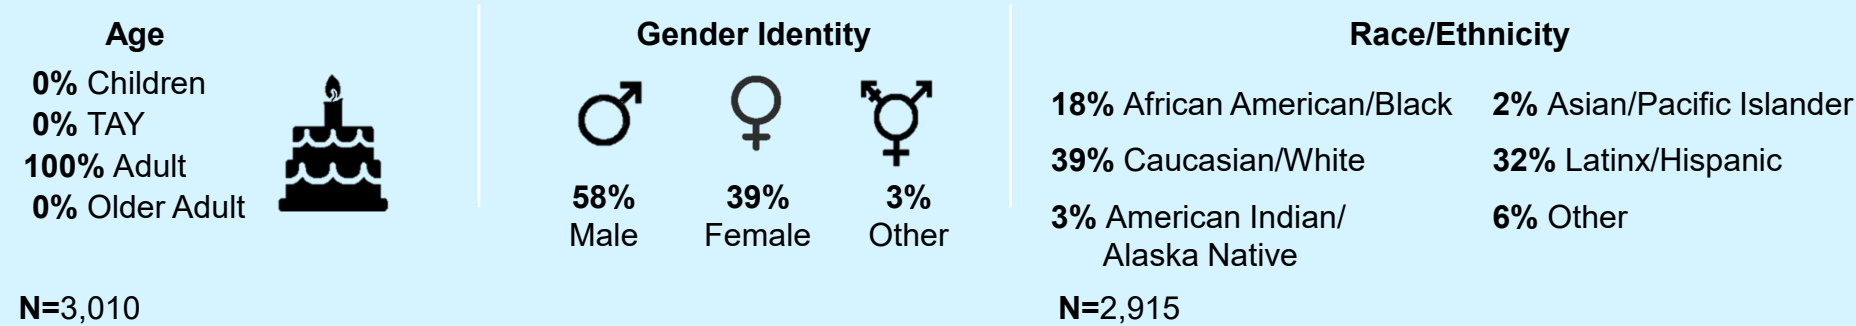 Age
0% Children
0% TAY
100% Adult
0% Older Adult
N=3,010
Gender Identity
58%
Male
39%
Female
3%
Other
Race/Ethnicity
18% African American/Black
39% Caucasian/White
3% American Indian/
Alaska Native
2% Asian/Pacific Islander
32% Latinx/Hispanic
6% Other
N=2,915